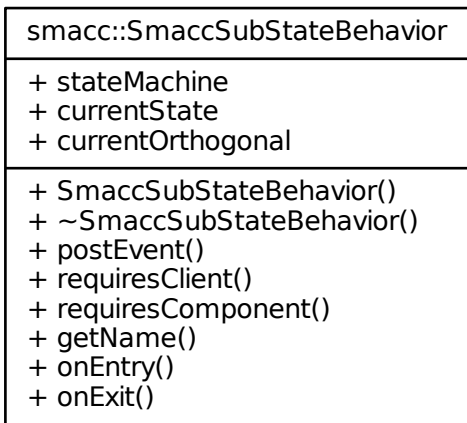 smacc::SmaccSubStateBehavior
+ stateMachine
+ currentState
+ currentOrthogonal
+ SmaccSubStateBehavior()
+ ~SmaccSubStateBehavior()
+ postEvent()
+ requiresClient()
+ requiresComponent()
+ getName()
+ onEntry()
+ onExit()